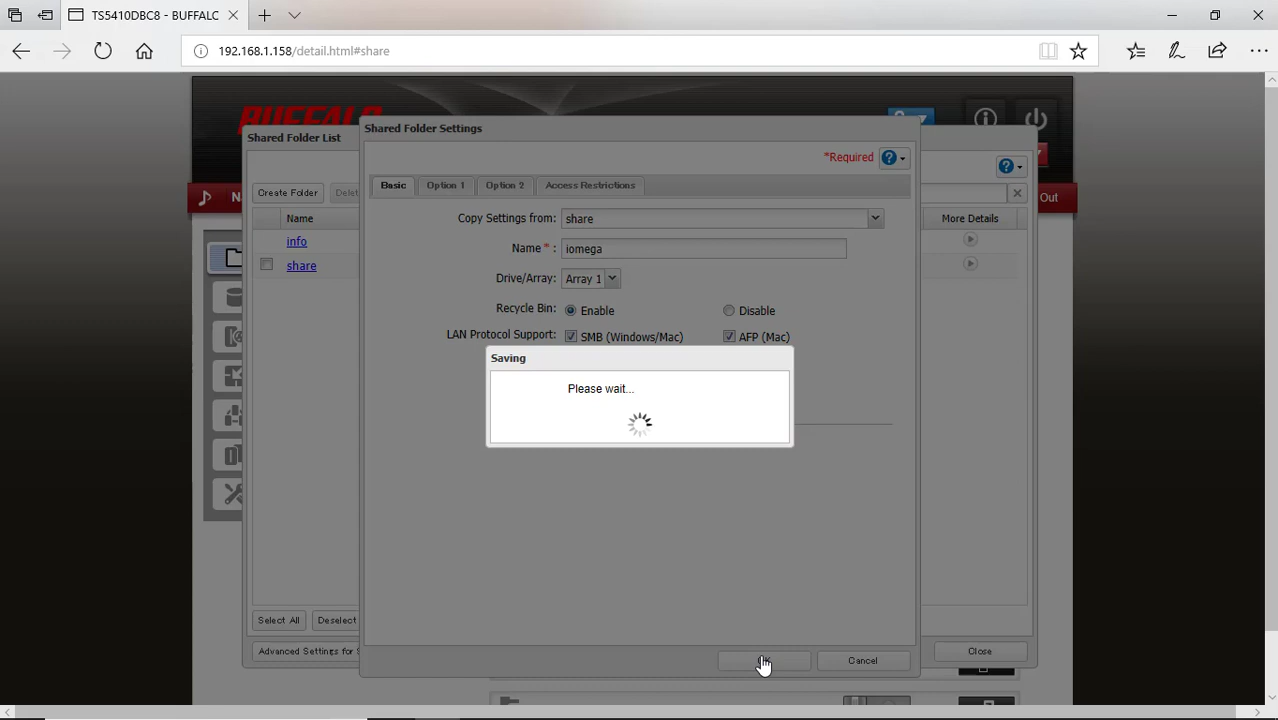 TS5410DBC8 - BUFFALO
192.168.1.158/detail.html#share
BUFFALO
Shared Folder List
Shared Folder Settings
*Required
Create Folder
Basic
Option 1
Option 2
Access Restrictions
Out
Name
Copy Settings from: share
More Details
info
Name * : iomega
share
Drive/Array: Array 1
Recycle Bin: Enable Disable
LAN Protocol Support: SMB (Windows/Mac) AFP (Mac)
Saving
Please wait...
Select All
Deselect
Advanced Settings for
Cancel
Close